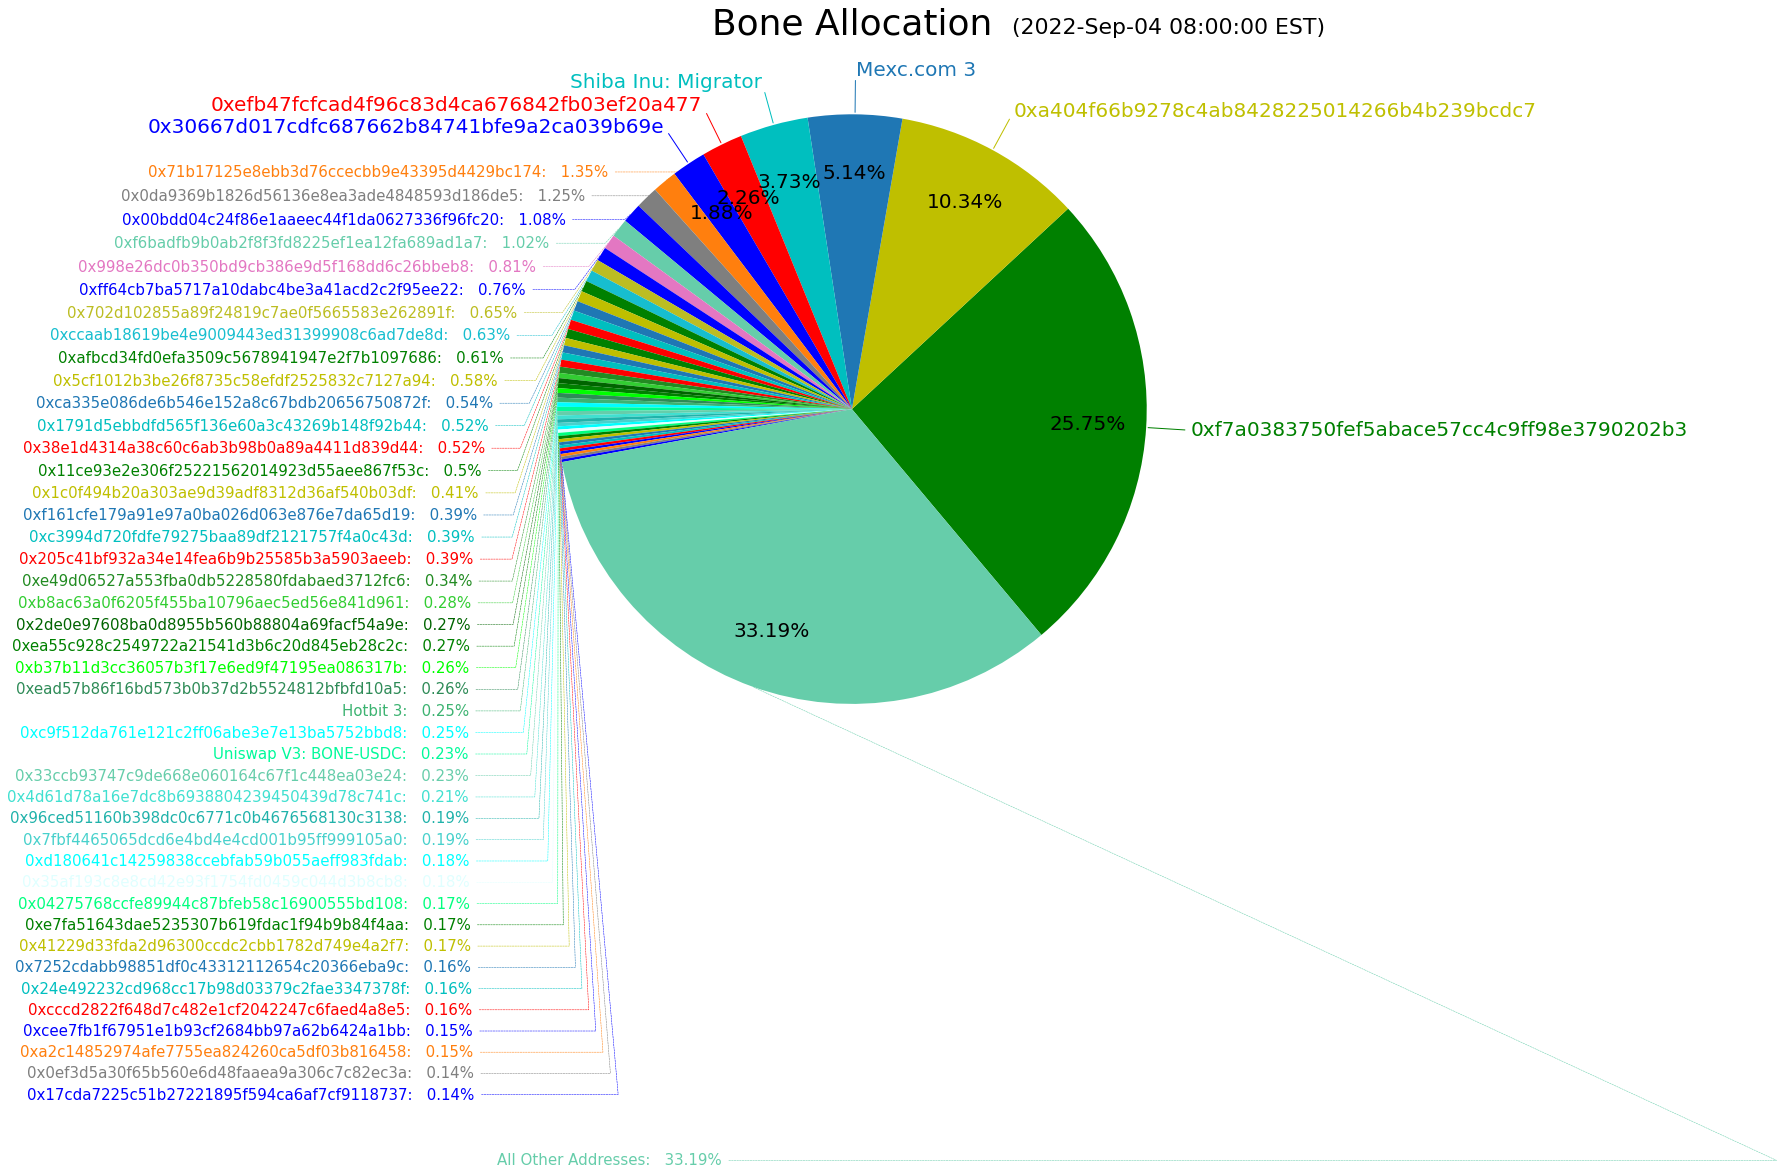 Bone Allocation (2022-Sep-04 08:00:00 EST)
Mexc.com 3
Shiba Inu: Migrator
0xefb47fcfcad4f96c83d4ca676842fb03ef20a477
0xa404f66b9278c4ab8428225014266b4b239bcdc7
0x30667d017cdfc687662b84741bfe9a2ca039b69e
0xf7a0383750fef5abace57cc4c9ff98e3790202b3
5.14%
3.73%
2.26%
1.88%
10.34%
25.75%
33.19%
0x71b17125e8ebb3d76ccecbb9e43395d4429bc174: 1.35%
0x0da9369b1826d56136e8ea3ade4848593d186de5: 1.25%
0x00bdd04c24f86e1aaeec44f1da0627336f96fc20: 1.08%
0xf6badfb9b0ab2f8f3fd8225ef1ea12fa689ad1a7: 1.02%
0x998e26dc0b350bd9cb386e9d5f168dd6c26bbeb8: 0.81%
0xff64cb7ba5717a10dabc4be3a41acd2c2f95ee22: 0.76%
0x702d102855a89f24819c7ae0f5665583e262891f: 0.65%
0xccaab18619be4e9009443ed31399908c6ad7de8d: 0.63%
0xafbcd34fd0efa3509c5678941947e2f7b1097686: 0.61%
0x5cf1012b3be26f8735c58efdf2525832c7127a94: 0.58%
0xca335e086de6b546e152a8c67bdb20656750872f: 0.54%
0x1791d5ebbdfd565f136e60a3c43269b148f92b44: 0.52%
0x38e1d4314a38c60c6ab3b98b0a89a4411d839d44: 0.52%
0x11ce93e2e306f25221562014923d55aee867f53c: 0.5%
0x1c0f494b20a303ae9d39adf8312d36af540b03df: 0.41%
0xf161cfe179a91e97a0ba026d063e876e7da65d19: 0.39%
0xc3994d720fdfe79275baa89df2121757f4a0c43d: 0.39%
0x205c41bf932a34e14fea6b9b25585b3a5903aeeb: 0.39%
0xe49d06527a553fba0db5228580fdabaed3712fc6: 0.34%
0xb8ac63a0f6205f455ba10796aec5ed56e841d961: 0.28%
0x2de0e97608ba0d8955b560b88804a69facf54a9e: 0.27%
0xea55c928c2549722a21541d3b6c20d845eb28c2c: 0.27%
0xb37b11d3cc36057b3f17e6ed9f47195ea086317b: 0.26%
0xead57b86f16bd573b0b37d2b5524812bfbfd10a5: 0.26%
Hotbit 3: 0.25%
0xc9f512da761e121c2ff06abe3e7e13ba5752bbd8: 0.25%
Uniswap V3: BONE-USDC: 0.23%
0x33ccb93747c9de668e060164c67f1c448ea03e24: 0.23%
0x4d61d78a16e7dc8b6938804239450439d78c741c: 0.21%
0x96ced51160b398dc0c6771c0b4676568130c3138: 0.19%
0x7fbf4465065dcd6e4bd4e4cd001b95ff999105a0: 0.19%
0xd180641c14259838ccebfab59b055aeff983fdab: 0.18%
0.18%
0x04275768ccfe89944c87bfeb58c16900555bd108: 0.17%
0xe7fa51643dae5235307b619fdac1f94b9b84f4aa: 0.17%
0x41229d33fda2d96300ccdc2cbb1782d749e4a2f7: 0.17%
0x7252cdabb98851df0c43312112654c20366eba9c: 0.16%
0x24e492232cd968cc17b98d03379c2fae3347378f: 0.16%
0xcccd2822f648d7c482e1cf2042247c6faed4a8e5: 0.16%
0xcee7fb1f67951e1b93cf2684bb97a62b6424a1bb: 0.15%
0xa2c14852974afe7755ea824260ca5df03b816458: 0.15%
0x0ef3d5a30f65b560e6d48faaea9a306c7c82ec3a: 0.14%
0x17cda7225c51b27221895f594ca6af7cf9118737: 0.14%
All Other Addresses: 33.19%